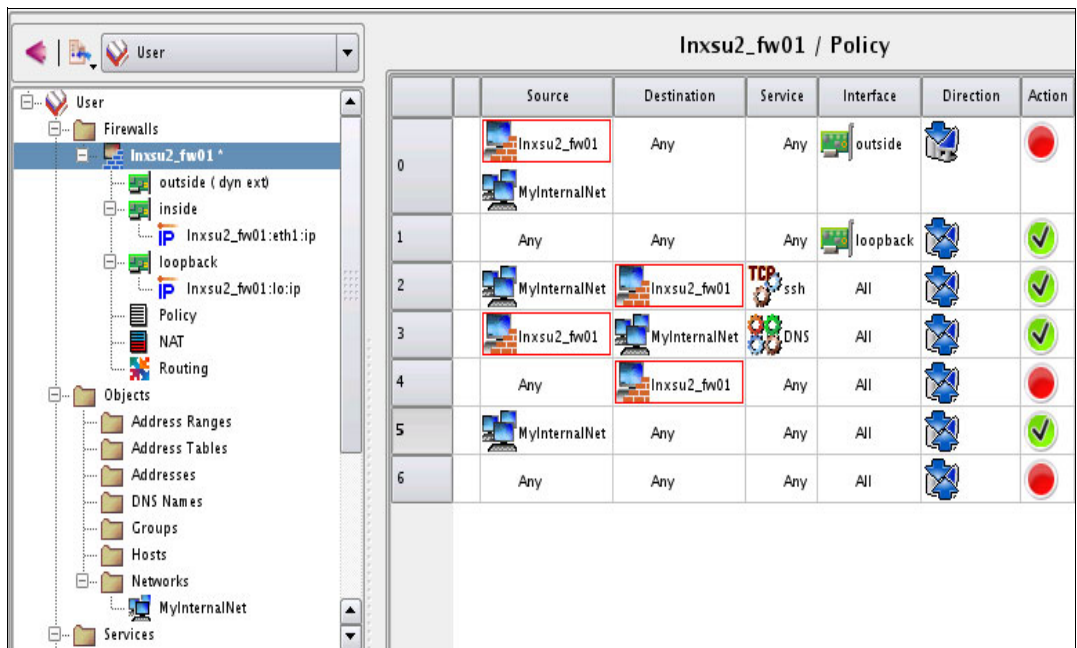 User
User
Firewalls
lnxsu2_fw01 *
outside ( dyn ext)
inside
IP lnxsu2_fw01:eth1:ip
loopback
IP lnxsu2_fw01:lo:ip
Policy
NAT
Routing
Objects
Address Ranges
Address Tables
Addresses
DNS Names
Groups
Hosts
Networks
MyInternalNet
Services
lnxsu2_fw01 / Policy
Source Destination Service Interface Direction Action
0 lnxsu2_fw01 Any Any outside
MyInternalNet
1 Any Any Any loopback
2 MyInternalNet lnxsu2_fw01 TCP ssh All
3 lnxsu2_fw01 MyInternalNet DNS All
4 Any lnxsu2_fw01 Any All
5 MyInternalNet Any Any All
6 Any Any Any All